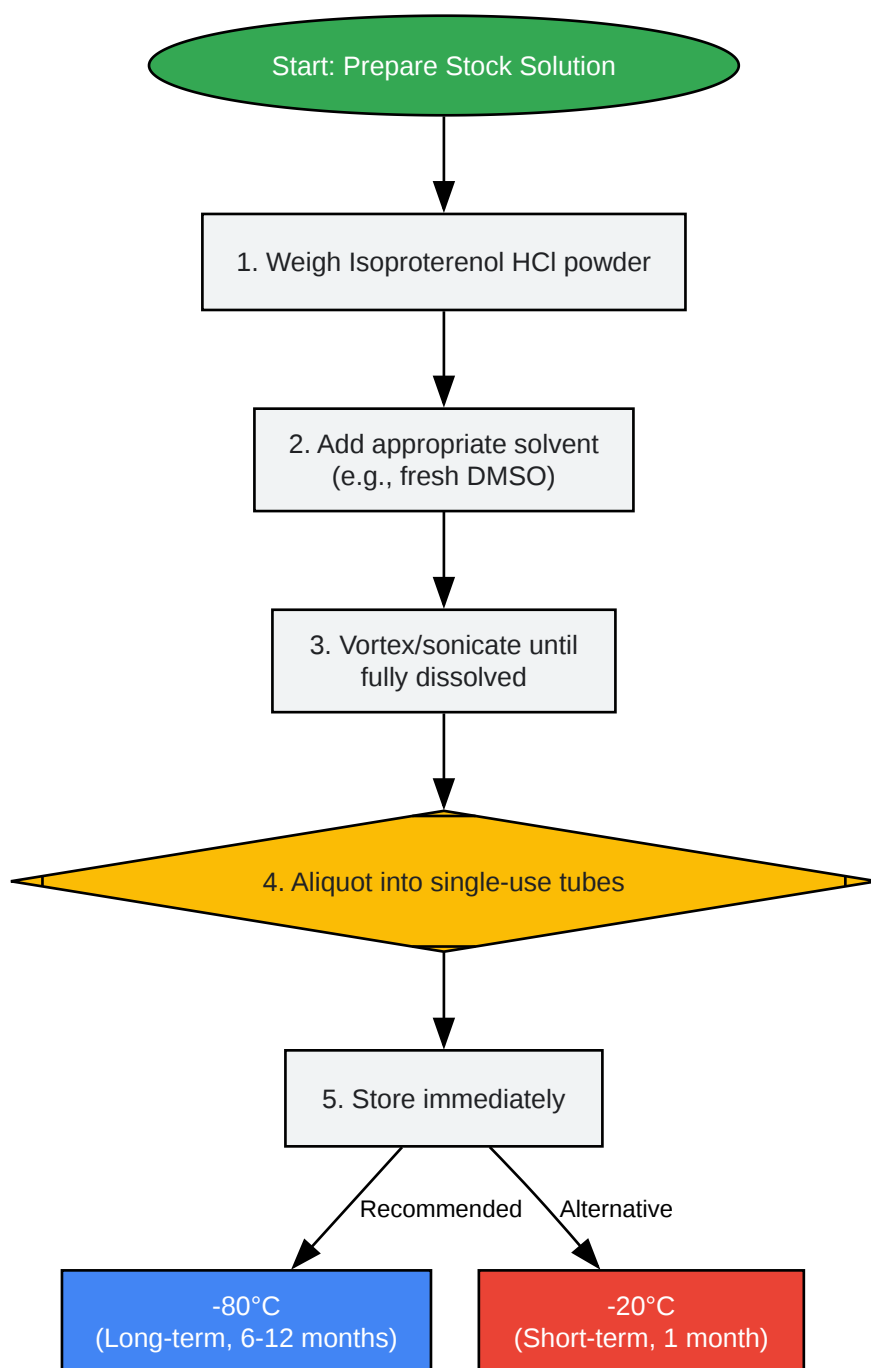 Start: Prepare Stock Solution
1. Weigh Isoproterenol HCl powder
2. Add appropriate solvent
(e.g., fresh DMSO)
3. Vortex/sonicate until
fully dissolved
4. Aliquot into single-use tubes
5. Store immediately
Recommended
Alternative
-80°C
(Long-term, 6-12 months)
-20°C
(Short-term, 1 month)